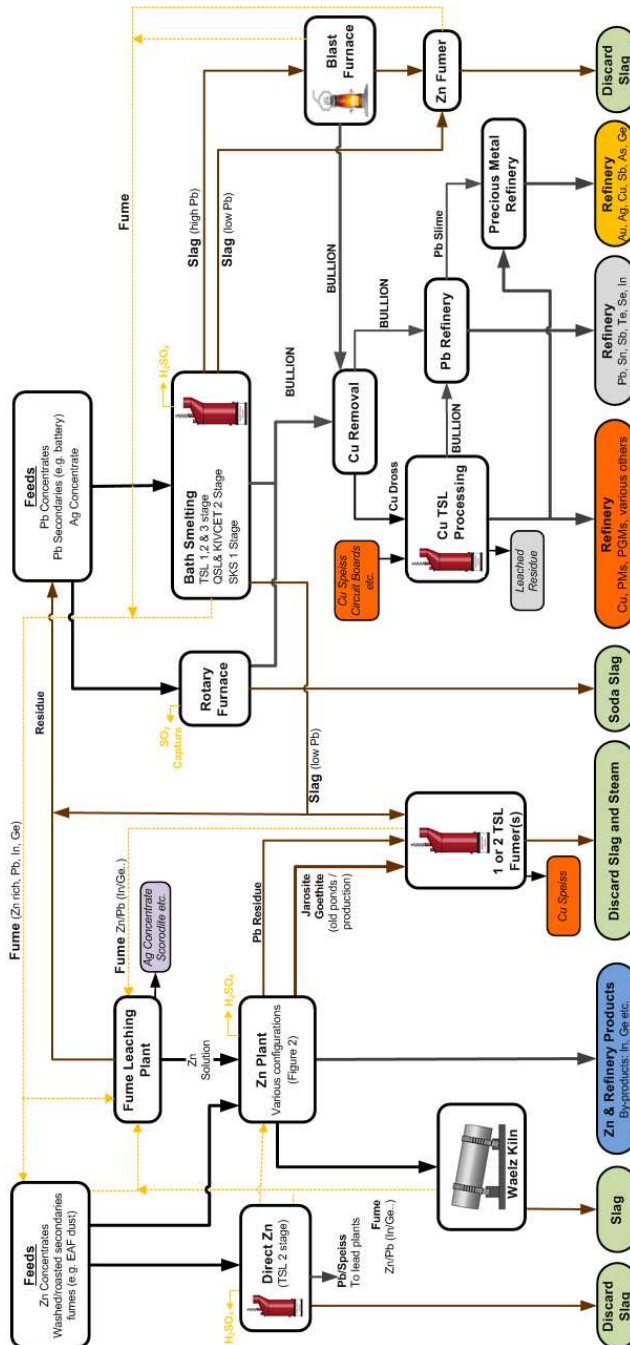 Feeds
Zn Concentrates
Washed/roasted secondaries
fumes (e.g. EAF dust)
Fume (Zn rich, Pb, In, Ge)
Fume Leaching
Plant
Ag Concentrate
Scorodite etc.
Residue
Zn
Solution
Fume Zn/Pb (In/Ge..)
H₂SO₄
Direct Zn
(TSL 2 stage)
Pb/Speiss
To lead plants
Fume
Zn/Pb (In/Ge..)
H₂SO₄
Zn Plant
Various configurations
(Figure 2)
Pb Residue
Jarosite
Goethite
(old ponds /
production)
Waelz Kiln
1 or 2 TSL
Fumer(s)
Cu Speiss
Slag (low Pb)
Feeds
Pb Concentrates
Pb Secondaries (e.g. battery)
Ag Concentrate
SO₂
Capture
Rotary
Furnace
Bath Smelting
TSL 1,2 & 3 stage
QSL& KIVCET 2 Stage
SKS 1 Stage
H₂SO₄
Fume
Slag (high Pb)
Slag (low Pb)
Blast
Furnace
Zn Fumer
BULLION
BULLION
Cu Removal
BULLION
Cu Dross
Cu Speiss
Circuit Boards
etc.
Cu TSL
Processing
Leached
Residue
BULLION
Pb Refinery
Pb Slime
Precious Metal
Refinery
Discard
Slag
Slag
Zn & Refinery Products
By-products: In, Ge etc.
Discard Slag and Steam
Soda Slag
Refinery
Cu, PMs, PGMs, various others
Refinery
Pb, Sn, Sb, Te, Se, In
Refinery
Au, Ag, Cu, Sb, As, Ge
Discard
Slag